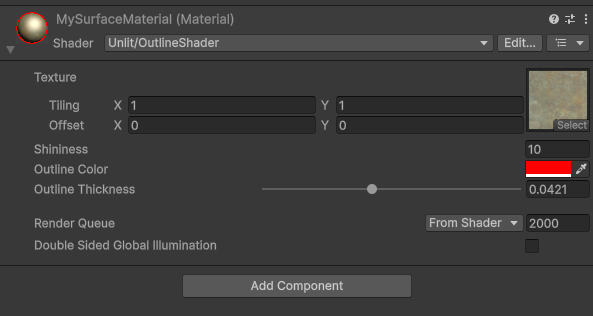 MySurfaceMaterial (Material)
Shader Unlit/OutlineShader Edit...
Texture
Tiling X 1 Y 1
Offset X 0 Y 0
Select
Shininess 10
Outline Color
Outline Thickness 0.0421
Render Queue From Shader 2000
Double Sided Global Illumination
Add Component